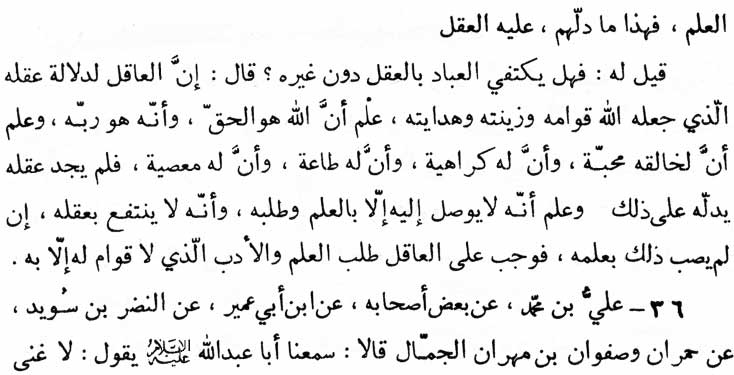 العلم ، فهذا ما دلّهم ، عليه العقل
قيل له : فهل يكتفي العباد بالعقل دون غيره ؟ قال : إنَّ العاقل لدلالة عقله
الّذي جعله الله قوامه وزينته وهدايته ، علْم أنَّ الله هو الحقّ ، وأنّه هو ربّه ، وعلم
أنَّ لخالقه محبّة ، وأنَّ له كراهية ، وأنَّ له طاعة ، وأنَّ له معصية ، فلم يجد عقله
يدلّه على ذلك وعلم أنّه لا يوصل إليه إلّا بالعلم وطلبه ، وأنّه لا ينتفع بعقله ، إن
لم يصب ذلك بعلمه ، فوجب على العاقل طلب العلم والأدب الّذي لا قوام له إلّا به .
٣٦ – عليُّ بن محمّد ، عن بعض أصحابه ، عن ابن أبي عمير ، عن النضر بن سُويد ،
عن حمران وصفوان بن مهران الجمّال قالا : سمعنا أبا عبدالله عليه السلام يقول : لا غنى